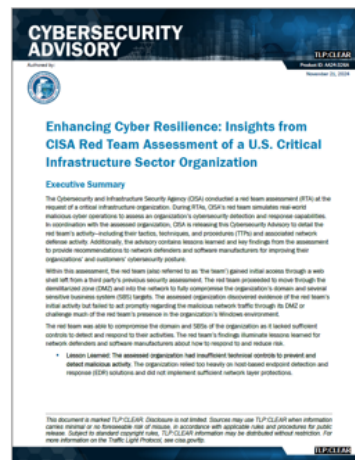 CYBERSECURITY
ADVISORY
TLP:CLEAR
Authored by:
Product ID: AA24-326A
November 21, 2024
Enhancing Cyber Resilience: Insights from
CISA Red Team Assessment of a U.S. Critical
Infrastructure Sector Organization
Executive Summary
The Cybersecurity and Infrastructure Security Agency (CISA) conducted a red team assessment (RTA) at the
request of a critical infrastructure organization. During RTAs, CISA's red team simulates real-world
malicious cyber operations to assess an organization's cybersecurity detection and response capabilities.
In coordination with the assessed organization, CISA is releasing this Cybersecurity Advisory to detail the
red team's activity—including their tactics, techniques, and procedures (TTPs) and associated network
defense activity. Additionally, the advisory contains lessons learned and key findings from the assessment
to provide recommendations to network defenders and software manufacturers for improving their
organizations' and customers' cybersecurity posture.
Within this assessment, the red team (also referred to as 'the team') gained initial access through a web
shell left from a third party's previous security assessment. The red team proceeded to move through the
demilitarized zone (DMZ) and into the network to fully compromise the organization's domain and several
sensitive business system (SBS) targets. The assessed organization discovered evidence of the red team's
initial activity but failed to act promptly regarding the malicious network traffic through its DMZ or
challenge much of the red team's presence in the organization's Windows environment.
The red team was able to compromise the domain and SBSs of the organization as it lacked sufficient
controls to detect and respond to their activities. The red team's findings illuminate lessons learned for
network defenders and software manufacturers about how to respond to and reduce risk.
• Lesson Learned: The assessed organization had insufficient technical controls to prevent and
detect malicious activity. The organization relied too heavily on host-based endpoint detection and
response (EDR) solutions and did not implement sufficient network layer protections.
This document is marked TLP:CLEAR. Disclosure is not limited. Sources may use TLP:CLEAR when information
carries minimal or no foreseeable risk of misuse, in accordance with applicable rules and procedures for public
release. Subject to standard copyright rules, TLP:CLEAR information may be distributed without restriction. For
more information on the Traffic Light Protocol, see cisa.gov/tlp.
TLP:CLEAR